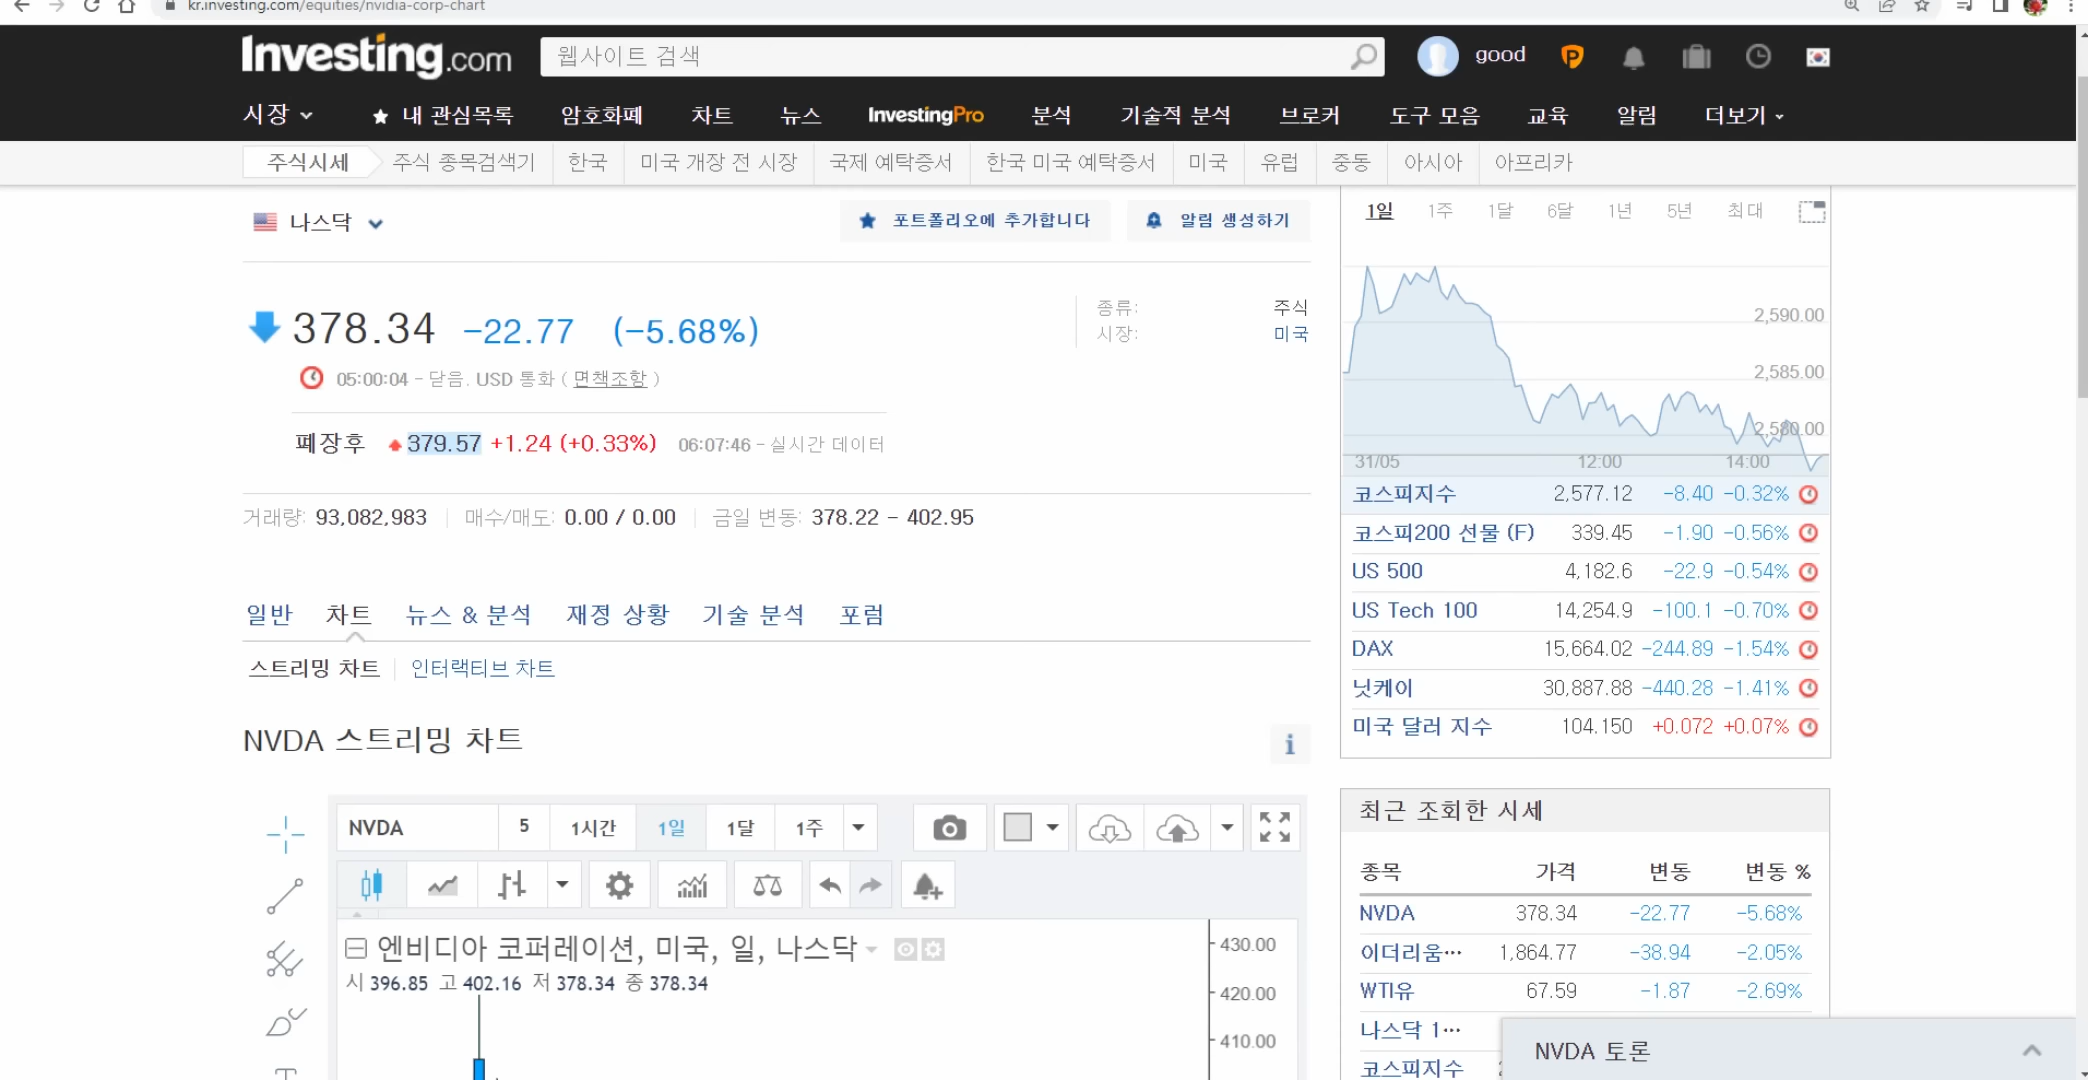 kr.investing.com/equities/nvidia-corp-chart
Investing.com
웹사이트 검색
good
시장
내 관심목록
암호화폐
차트
뉴스
InvestingPro
분석
기술적 분석
브로커
도구 모음
교육
알림
더보기
주식시세
주식 종목검색기
한국
미국 개장 전 시장
국제 예탁증서
한국 미국 예탁증서
미국
유럽
중동
아시아
아프리카
나스닥
포트폴리오에 추가합니다
알림 생성하기
378.34 -22.77 (-5.68%)
05:00:04 - 닫음. USD 통화 ( 면책조항 )
폐장후 379.57 +1.24 (+0.33%) 06:07:46 - 실시간 데이터
종류: 주식
시장: 미국
거래량: 93,082,983 매수/매도: 0.00 / 0.00 금일 변동: 378.22 - 402.95
일반 차트 뉴스 & 분석 재정 상황 기술 분석 포럼
스트리밍 차트 인터랙티브 차트
NVDA 스트리밍 차트
i
NVDA 5 1시간 1일 1달 1주
엔비디아 코퍼레이션, 미국, 일, 나스닥
시 396.85 고 402.16 저 378.34 종 378.34
430.00
420.00
410.00
1일 1주 1달 6달 1년 5년 최대
2,590.00
2,585.00
2,580.00
31/05 12:00 14:00
코스피지수 2,577.12 -8.40 -0.32%
코스피200 선물 (F) 339.45 -1.90 -0.56%
US 500 4,182.6 -22.9 -0.54%
US Tech 100 14,254.9 -100.1 -0.70%
DAX 15,664.02 -244.89 -1.54%
닛케이 30,887.88 -440.28 -1.41%
미국 달러 지수 104.150 +0.072 +0.07%
최근 조회한 시세
종목 가격 변동 변동 %
NVDA 378.34 -22.77 -5.68%
이더리움… 1,864.77 -38.94 -2.05%
WTI유 67.59 -1.87 -2.69%
나스닥 1…
코스피지수
NVDA 토론